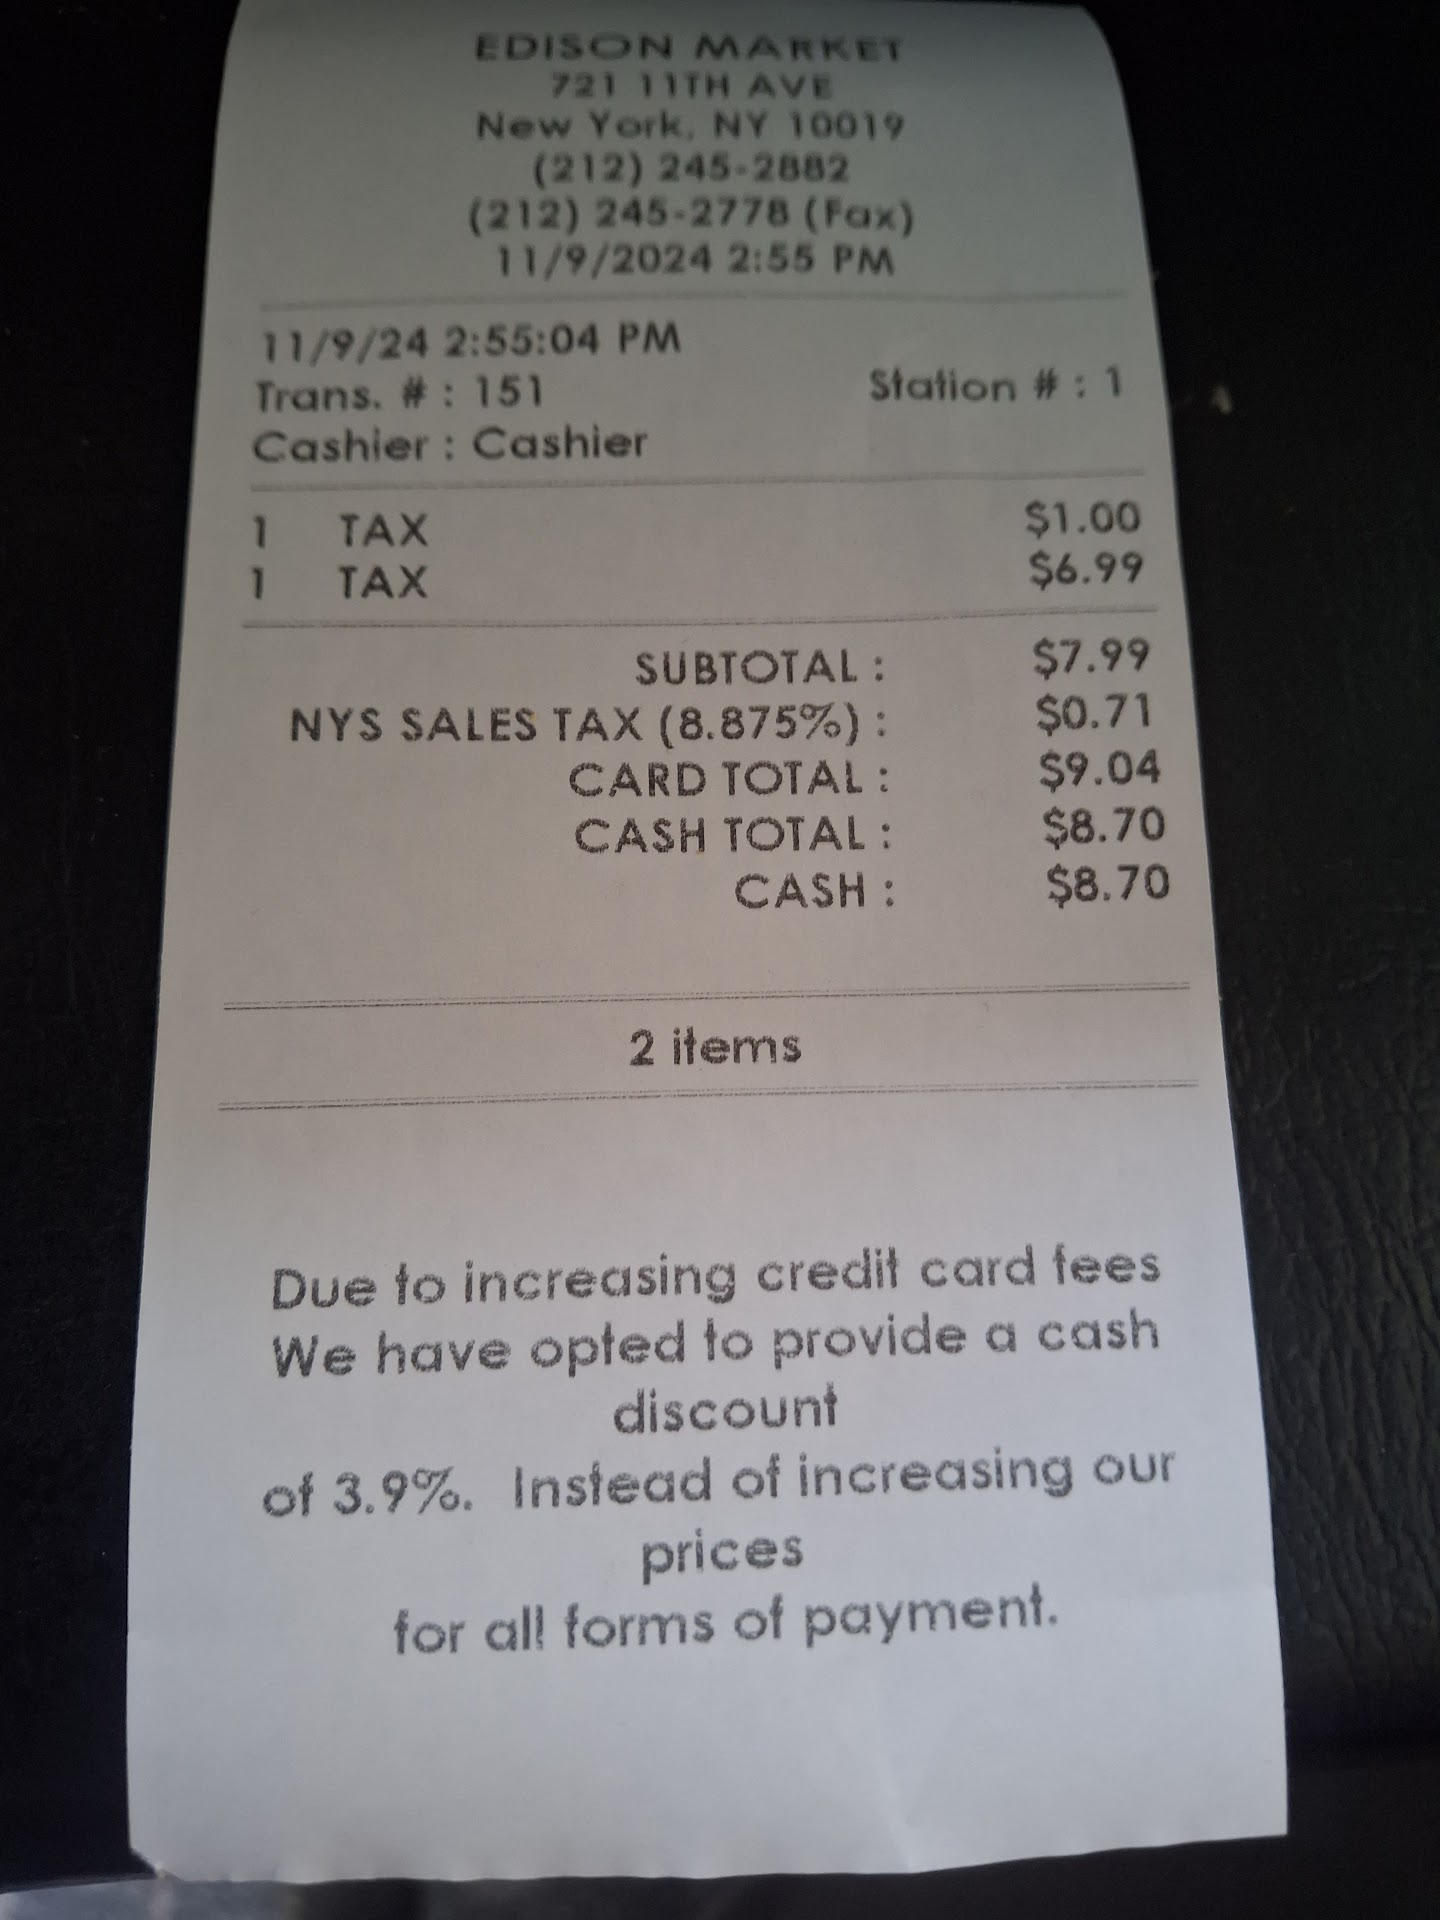 EDISON MARKET
721 11TH AVE
New York, NY 10019
(212) 245-2882
(212) 245-2778 (Fax)
11/9/2024 2:55 PM
11/9/24 2:55:04 PM
Trans. # : 151 Station # : 1
Cashier : Cashier
1 TAX $1.00
1 TAX $6.99
SUBTOTAL : $7.99
NYS SALES TAX (8.875%) : $0.71
CARD TOTAL : $9.04
CASH TOTAL : $8.70
CASH : $8.70
2 items
Due to increasing credit card fees
We have opted to provide a cash
discount
of 3.9%. Instead of increasing our
prices
for all forms of payment.